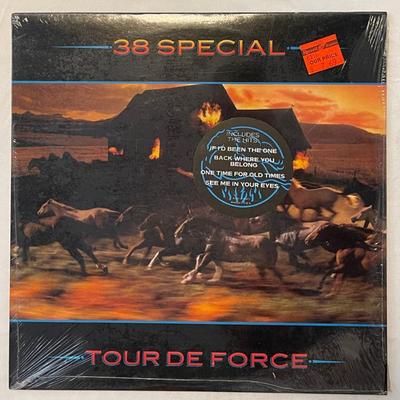 38 SPECIAL
OUR PRICE
INCLUDES
THE HITS
IF I'D BEEN THE ONE
BACK WHERE YOU
BELONG
ONE TIME FOR OLD TIMES
SEE ME IN YOUR EYES
TOUR DE FORCE